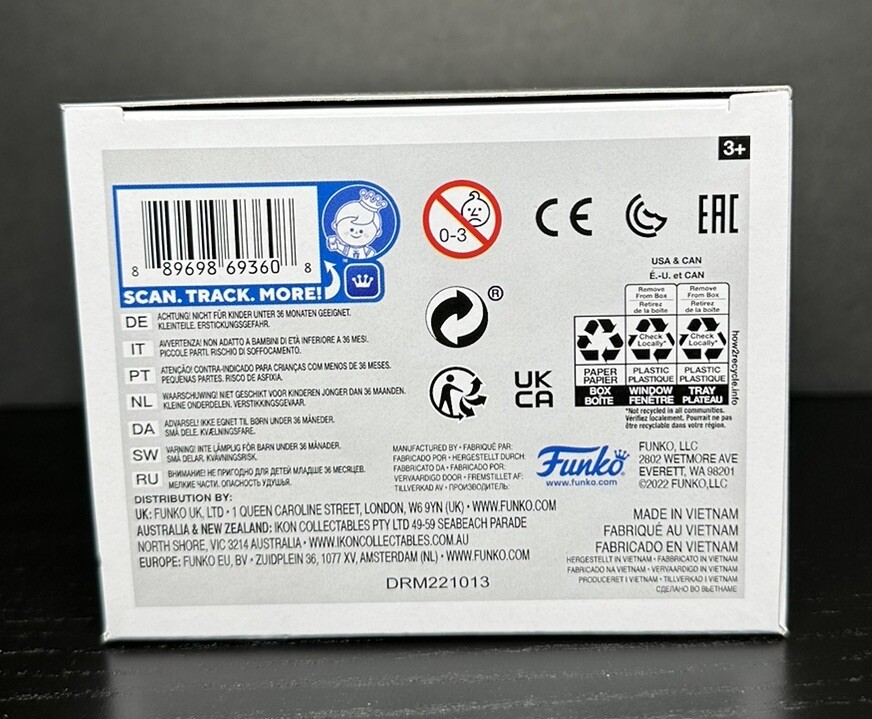 3+
8 89698 69360 8
SCAN. TRACK. MORE!
0-3
CE
EAC
®
UK
CA
USA & CAN
É.-U. et CAN
Remove From Box
Retirez de la boîte
Remove From Box
Retirez de la boîte
Check Locally*
Check Locally*
PAPER PAPIER
PLASTIC PLASTIQUE
PLASTIC PLASTIQUE
BOX BOÎTE
WINDOW FENÊTRE
TRAY PLATEAU
how2recycle.info
*Not recycled in all communities.
Vérifiez localement. Pourrait ne pas
être recyclable dans votre région.
DE ACHTUNG! NICHT FÜR KINDER UNTER 36 MONATEN GEEIGNET.
KLEINTEILE. ERSTICKUNGSGEFAHR.
IT AVVERTENZA! NON ADATTO A BAMBINI DI ETÀ INFERIORE A 36 MESI.
PICCOLE PARTI. RISCHIO DI SOFFOCAMENTO.
PT ATENÇÃO! CONTRA-INDICADO PARA CRIANÇAS COM MENOS DE 36 MESES.
PEQUENAS PARTES. RISCO DE ASFIXIA.
NL WAARSCHUWING! NIET GESCHIKT VOOR KINDEREN JONGER DAN 36 MAANDEN.
KLEINE ONDERDELEN. VERSTIKKINGSGEVAAR.
DA ADVARSEL! IKKE EGNET TIL BØRN UNDER 36 MÅNEDER.
SMÅ DELE. KVÆLNINGSFARE.
SW VARNING! INTE LÄMPLIG FÖR BARN UNDER 36 MÅNADER.
SMÅ DELAR. KVÄVNINGSRISK.
RU ВНИМАНИЕ! НЕ ПРИГОДНО ДЛЯ ДЕТЕЙ МЛАДШЕ 36 МЕСЯЦЕВ.
МЕЛКИЕ ЧАСТИ. ОПАСНОСТЬ УДУШЬЯ.
MANUFACTURED BY • FABRIQUÉ PAR:
FABRICADO POR • HERGESTELLT DURCH:
FABBRICATO DA • FABRICADO POR:
VERVAARDIGD DOOR • FREMSTILLET AF:
TILLVERKAD AV • ПРОИЗВОДИТЕЛЬ:
Funko
www.funko.com
FUNKO, LLC
2802 WETMORE AVE
EVERETT, WA 98201
©2022 FUNKO,LLC
DISTRIBUTION BY:
UK: FUNKO UK, LTD • 1 QUEEN CAROLINE STREET, LONDON, W6 9YN (UK) • WWW.FUNKO.COM
AUSTRALIA & NEW ZEALAND: IKON COLLECTABLES PTY LTD 49-59 SEABEACH PARADE
NORTH SHORE, VIC 3214 AUSTRALIA • WWW.IKONCOLLECTABLES.COM.AU
EUROPE: FUNKO EU, BV • ZUIDPLEIN 36, 1077 XV, AMSTERDAM (NL) • WWW.FUNKO.COM
DRM221013
MADE IN VIETNAM
FABRIQUÉ AU VIETNAM
FABRICADO EN VIETNAM
HERGESTELLT IN VIETNAM • FABBRICATO IN VIETNAM
FABRICADO NA VIETNAM • VERVAARDIGD IN VIETNAM
PRODUCERET I VIETNAM • TILLVERKAD I VIETNAM
СДЕЛАНО ВО ВЬЕТНАМЕ